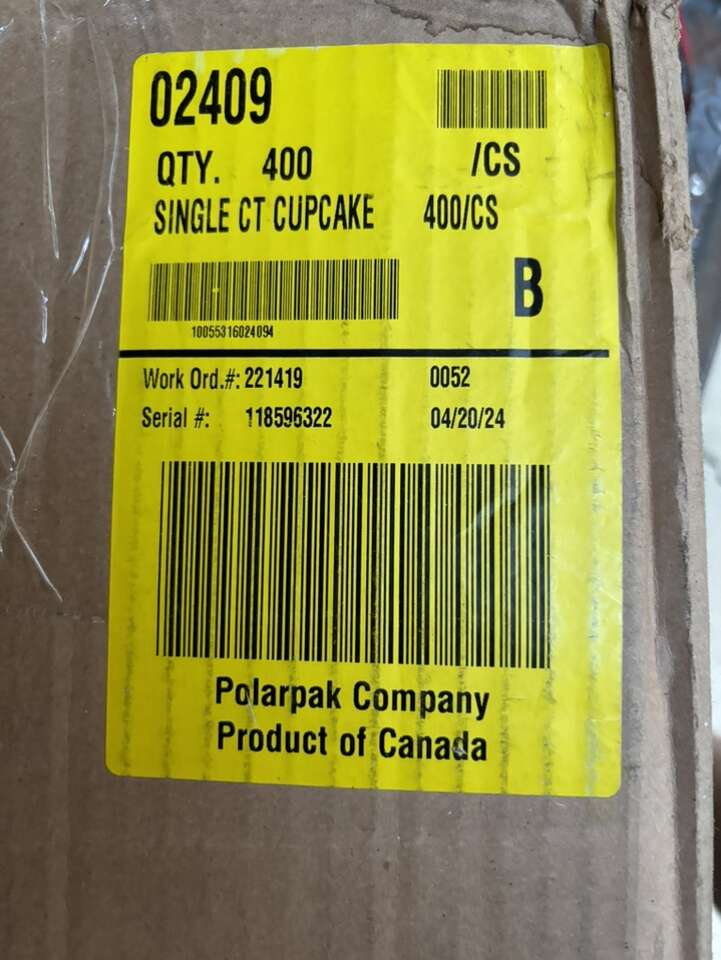 02409
QTY. 400 /CS
SINGLE CT CUPCAKE 400/CS
B
10055316024094
Work Ord.#: 221419 0052
Serial #: 118596322 04/20/24
Polarpak Company
Product of Canada